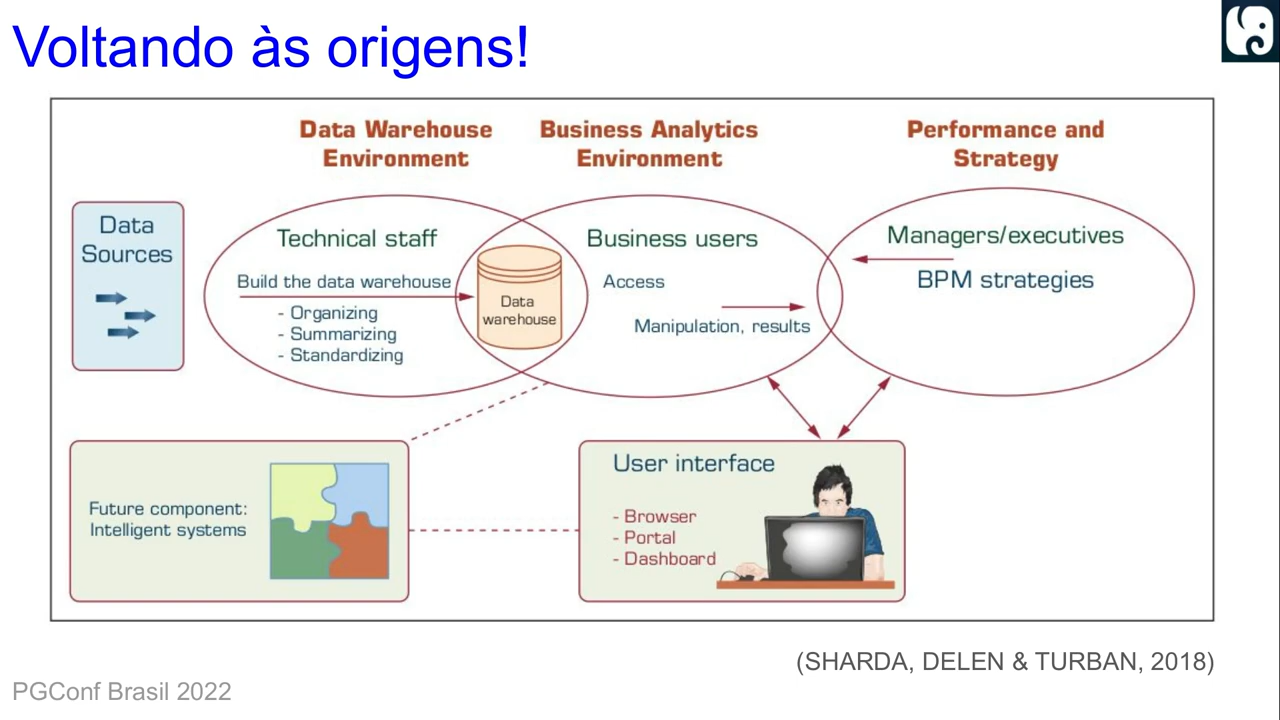 Voltando às origens!
Data Warehouse
Environment
Business Analytics
Environment
Performance and
Strategy
Data
Sources
Technical staff
Build the data warehouse
- Organizing
- Summarizing
- Standardizing
Data
warehouse
Business users
Access
Manipulation, results
Managers/executives
BPM strategies
Future component:
Intelligent systems
User interface
- Browser
- Portal
- Dashboard
(SHARDA, DELEN & TURBAN, 2018)
PGConf Brasil 2022